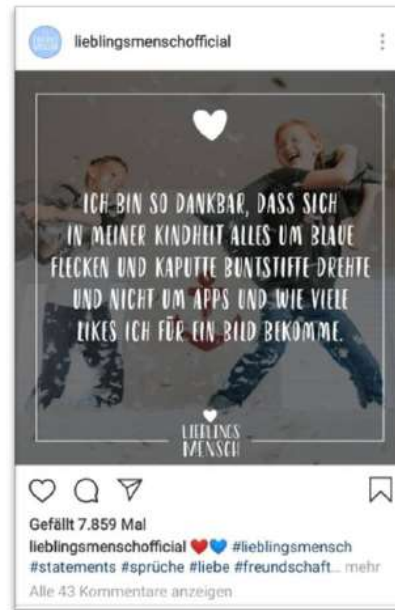 lieblingsmenschofficial
ICH BIN SO DANKBAR, DASS SICH
IN MEINER KINDHEIT ALLES UM BLAUE
FLECKEN UND KAPUTTE BUNTSTIFTE DREHTE
UND NICHT UM APPS UND WIE VIELE
LIKES ICH FÜR EIN BILD BEKOMME.
LIEBLINGS
MENSCH
Gefällt 7.859 Mal
lieblingsmenschofficial ❤️💙 #lieblingsmensch
#statements #sprüche #liebe #freundschaft... mehr
Alle 43 Kommentare anzeigen